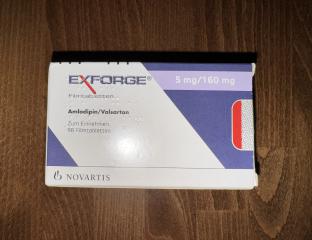 EXFORGE®
5 mg/160 mg
Filmtabletten
Amlodipin/Valsartan
Zum Einnehmen
98 Filmtabletten
NOVARTIS